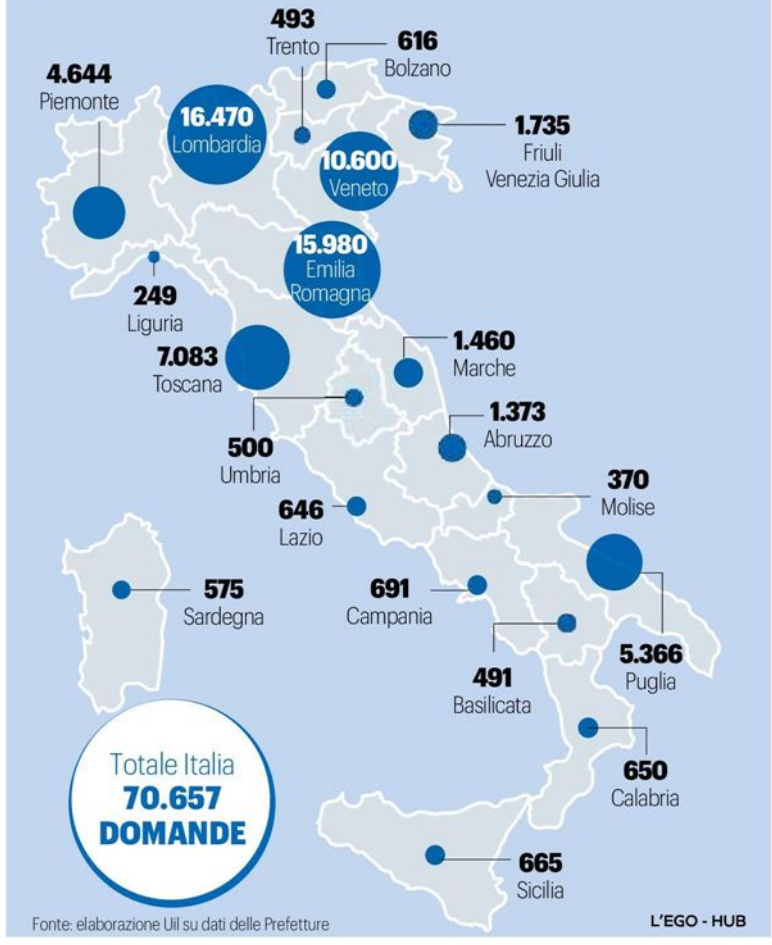 493
Trento
616
Bolzano
4.644
Piemonte
16.470
Lombardia
1.735
Friuli
Venezia Giulia
10.600
Veneto
15.980
Emilia
Romagna
249
Liguria
7.083
Toscana
1.460
Marche
1.373
Abruzzo
500
Umbria
370
Molise
646
Lazio
575
Sardegna
691
Campania
491
Basilicata
5.366
Puglia
650
Calabria
Totale Italia
70.657
DOMANDE
665
Sicilia
Fonte: elaborazione Uil su dati delle Prefetture
L'EGO - HUB